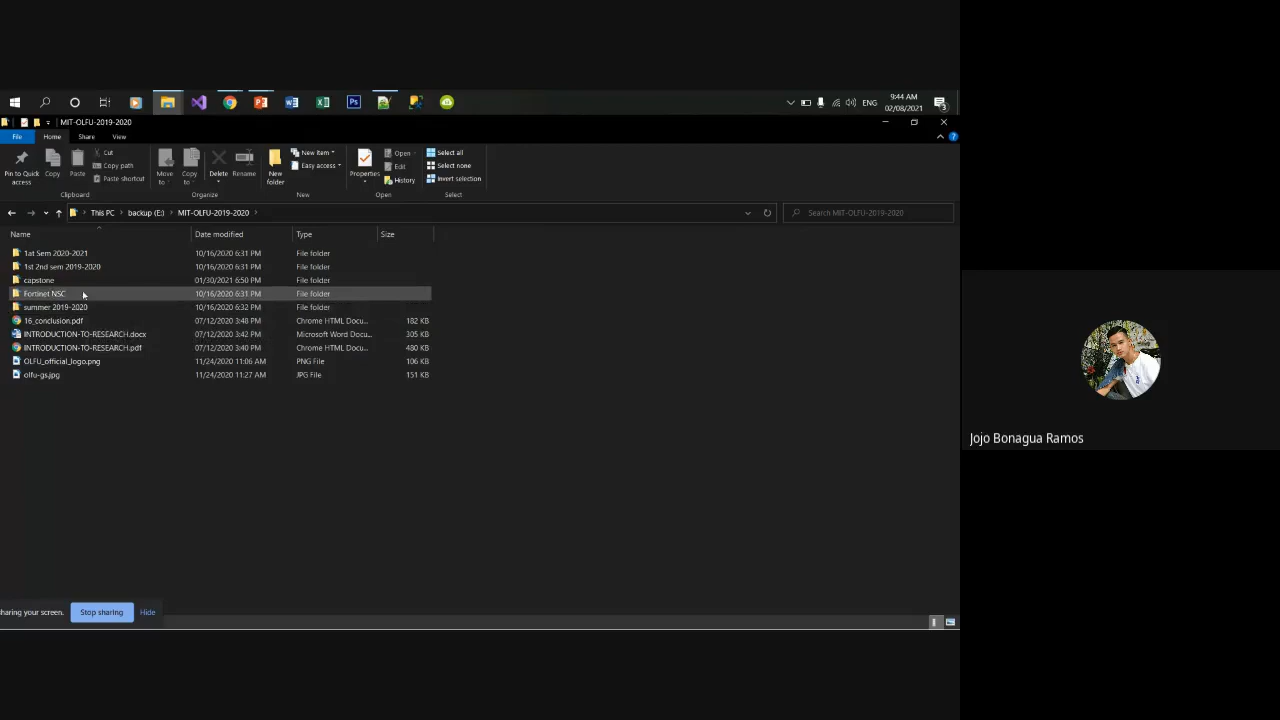 9:44 AM
ENG
02/08/2021
MIT-OLFU-2019-2020
File Home Share View
Pin to Quick access
Copy
Paste
Cut
Copy path
Paste shortcut
Move to
Copy to
Delete
Rename
New folder
New item
Easy access
Properties
Open
Edit
History
Select all
Select none
Invert selection
Clipboard Organize New Open Select
This PC > backup (E:) > MIT-OLFU-2019-2020 >
Search MIT-OLFU-2019-2020
Name Date modified Type Size
1at Sem 2020-2021 10/16/2020 6:31 PM File folder
1st 2nd sem 2019-2020 10/16/2020 6:31 PM File folder
capstone 01/30/2021 6:50 PM File folder
Fortinet NSC 10/16/2020 6:31 PM File folder
summer 2019-2020 10/16/2020 6:32 PM File folder
16_conclusion.pdf 07/12/2020 3:48 PM Chrome HTML Docu... 182 KB
INTRODUCTION-TO-RESEARCH.docx 07/12/2020 3:42 PM Microsoft Word Docu... 305 KB
INTRODUCTION-TO-RESEARCH.pdf 07/12/2020 3:40 PM Chrome HTML Docu... 480 KB
OLFU_official_logo.png 11/24/2020 11:06 AM PNG File 106 KB
olfu-gs.jpg 11/24/2020 11:27 AM JPG File 151 KB
Jojo Bonagua Ramos
haring your screen. Stop sharing Hide